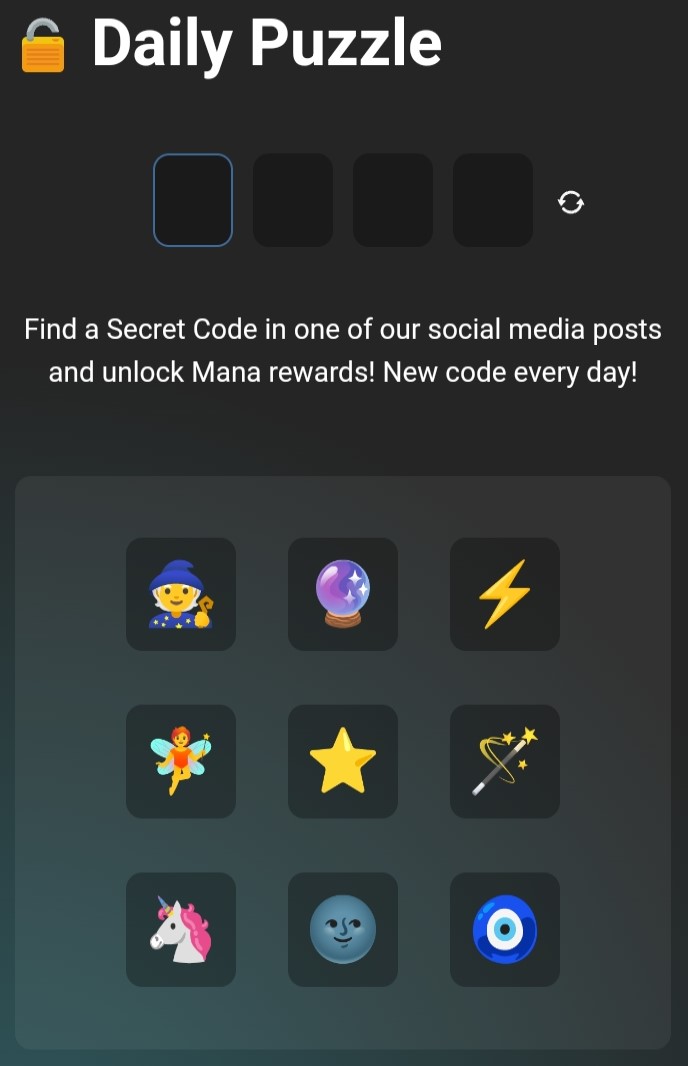 Daily Puzzle
Find a Secret Code in one of our social media posts
and unlock Mana rewards! New code every day!